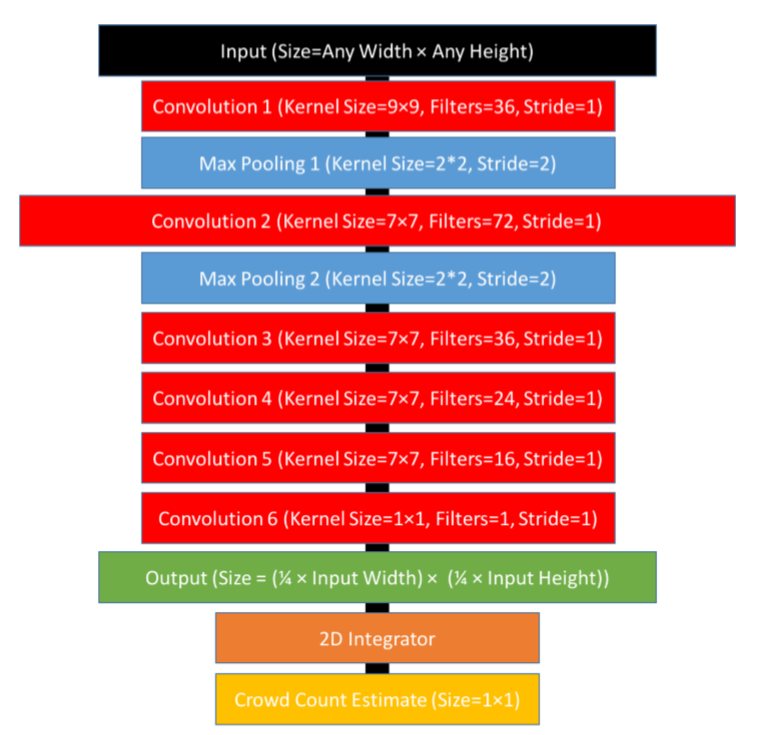 Input (Size=Any Width × Any Height)
Convolution 1 (Kernel Size=9×9, Filters=36, Stride=1)
Max Pooling 1 (Kernel Size=2*2, Stride=2)
Convolution 2 (Kernel Size=7×7, Filters=72, Stride=1)
Max Pooling 2 (Kernel Size=2*2, Stride=2)
Convolution 3 (Kernel Size=7×7, Filters=36, Stride=1)
Convolution 4 (Kernel Size=7×7, Filters=24, Stride=1)
Convolution 5 (Kernel Size=7×7, Filters=16, Stride=1)
Convolution 6 (Kernel Size=1×1, Filters=1, Stride=1)
Output (Size = (¼ × Input Width) × (¼ × Input Height))
2D Integrator
Crowd Count Estimate (Size=1×1)